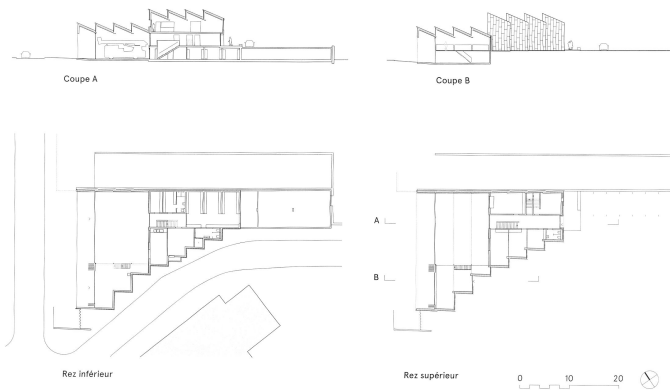 Coupe A
Coupe B
A
B
Rez inférieur
Rez supérieur
0 10 20